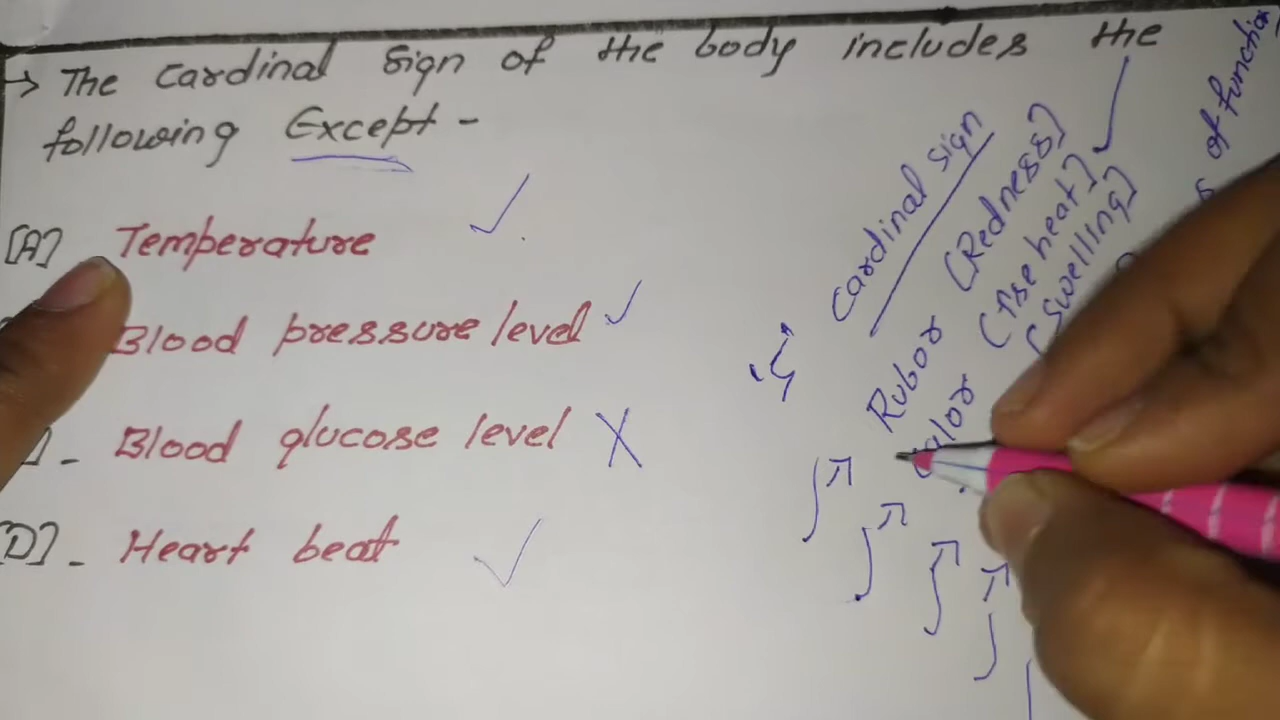 → The cardinal sign of the body includes the
following Except -
[A] Temperature
Blood pressure level
Blood glucose level X
[D] - Heart beat
cardinal sign
Rubor [Redness]
(↑se heat]
(Swelling]
of function